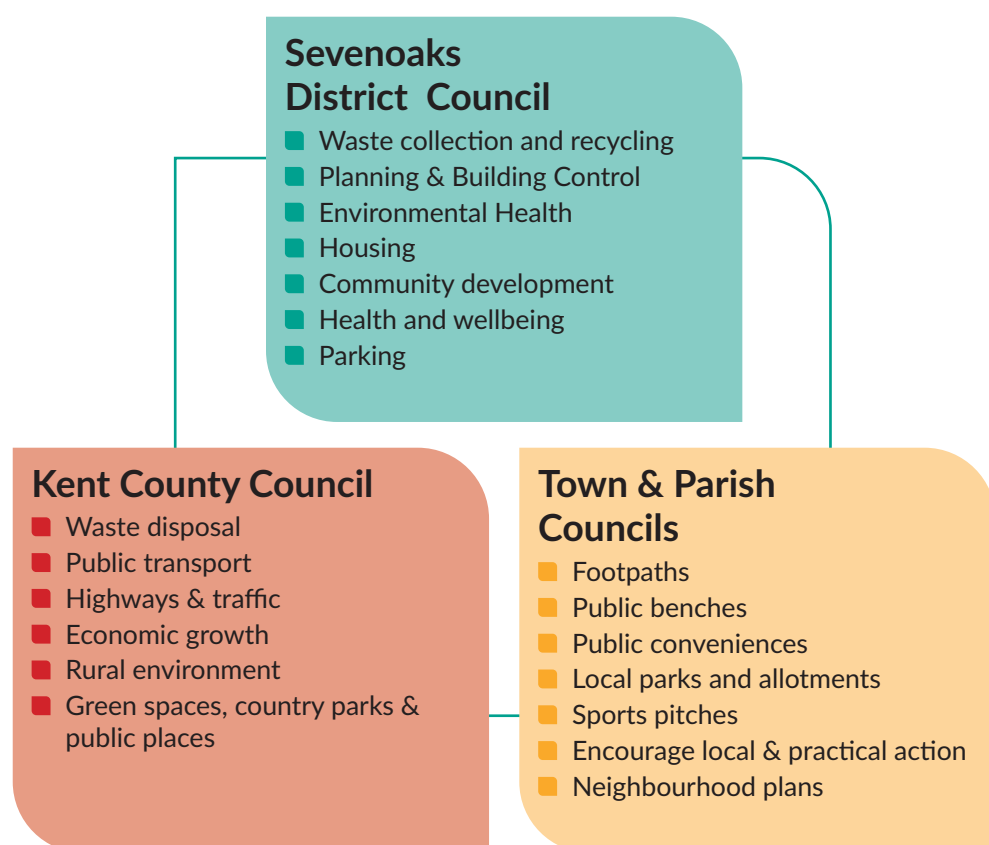 Sevenoaks
District Council
Waste collection and recycling
Planning & Building Control
Environmental Health
Housing
Community development
Health and wellbeing
Parking
Kent County Council
Waste disposal
Public transport
Highways & traffic
Economic growth
Rural environment
Green spaces, country parks &
public places
Town & Parish
Councils
Footpaths
Public benches
Public conveniences
Local parks and allotments
Sports pitches
Encourage local & practical action
Neighbourhood plans